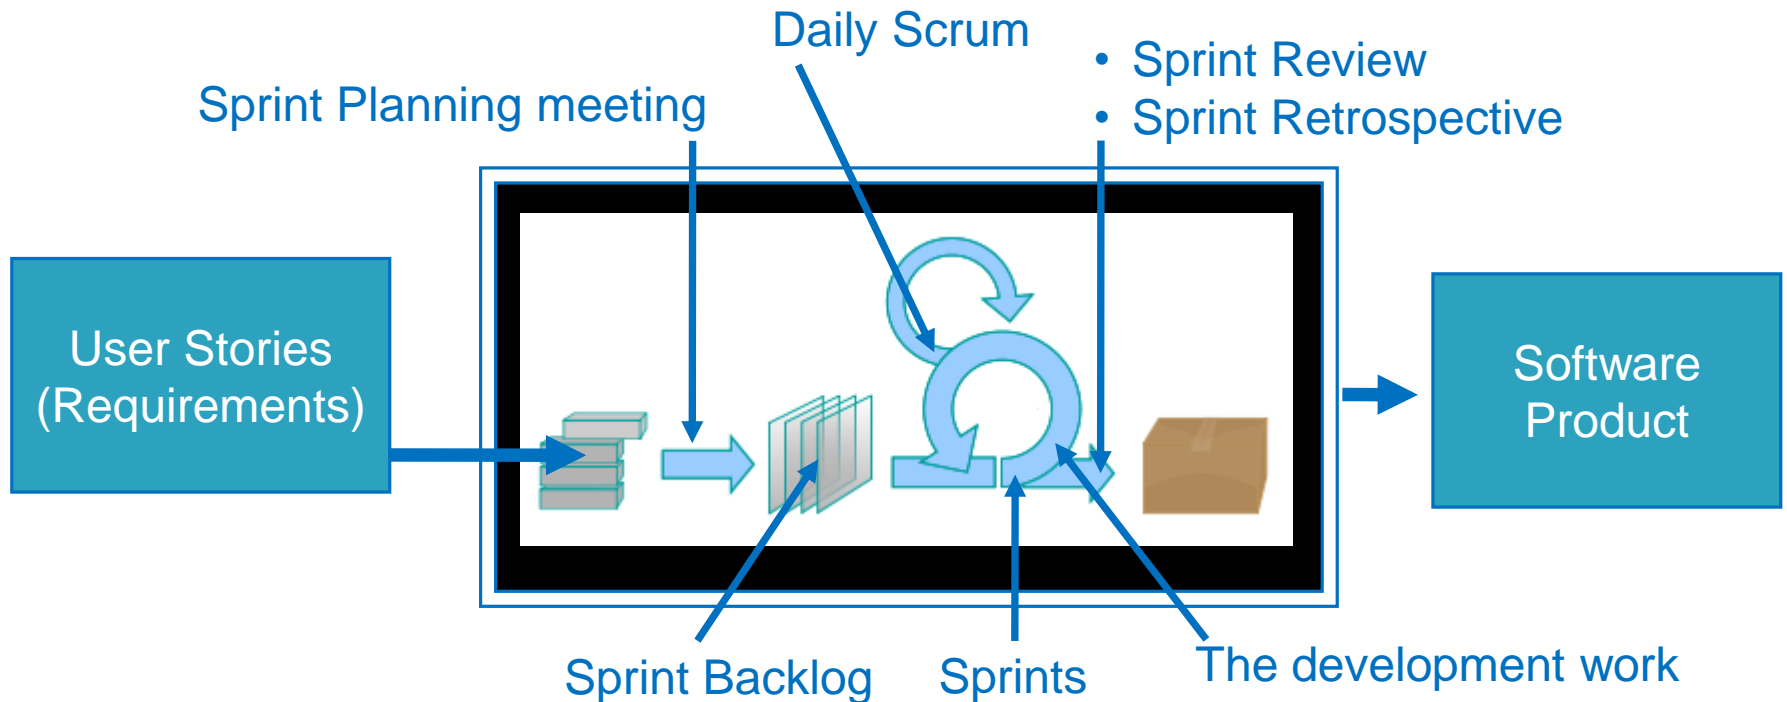 Daily Scrum
• Sprint Review
• Sprint Retrospective
Sprint Planning meeting
User Stories
(Requirements)
Software
Product
Sprint Backlog
Sprints
The development work